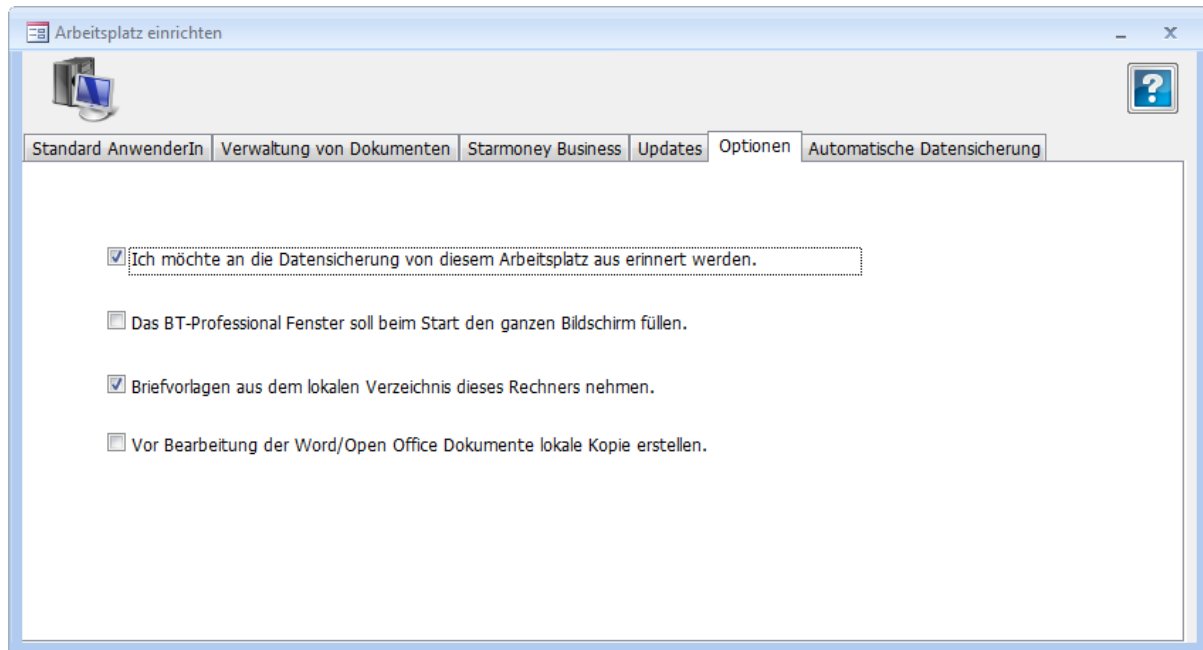 Arbeitsplatz einrichten
Standard AnwenderIn Verwaltung von Dokumenten Starmoney Business Updates Optionen Automatische Datensicherung
Ich möchte an die Datensicherung von diesem Arbeitsplatz aus erinnert werden.
Das BT-Professional Fenster soll beim Start den ganzen Bildschirm füllen.
Briefvorlagen aus dem lokalen Verzeichnis dieses Rechners nehmen.
Vor Bearbeitung der Word/Open Office Dokumente lokale Kopie erstellen.